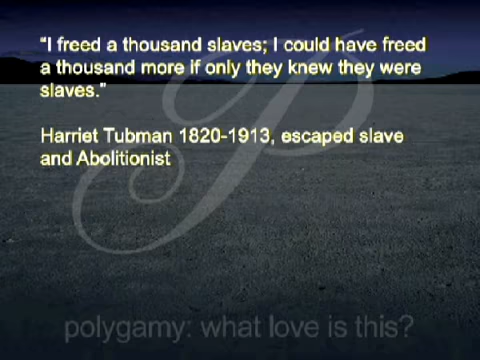 “I freed a thousand slaves; I could have freed
a thousand more if only they knew they were
slaves.”
Harriet Tubman 1820-1913, escaped slave
and Abolitionist
P
polygamy: what love is this?